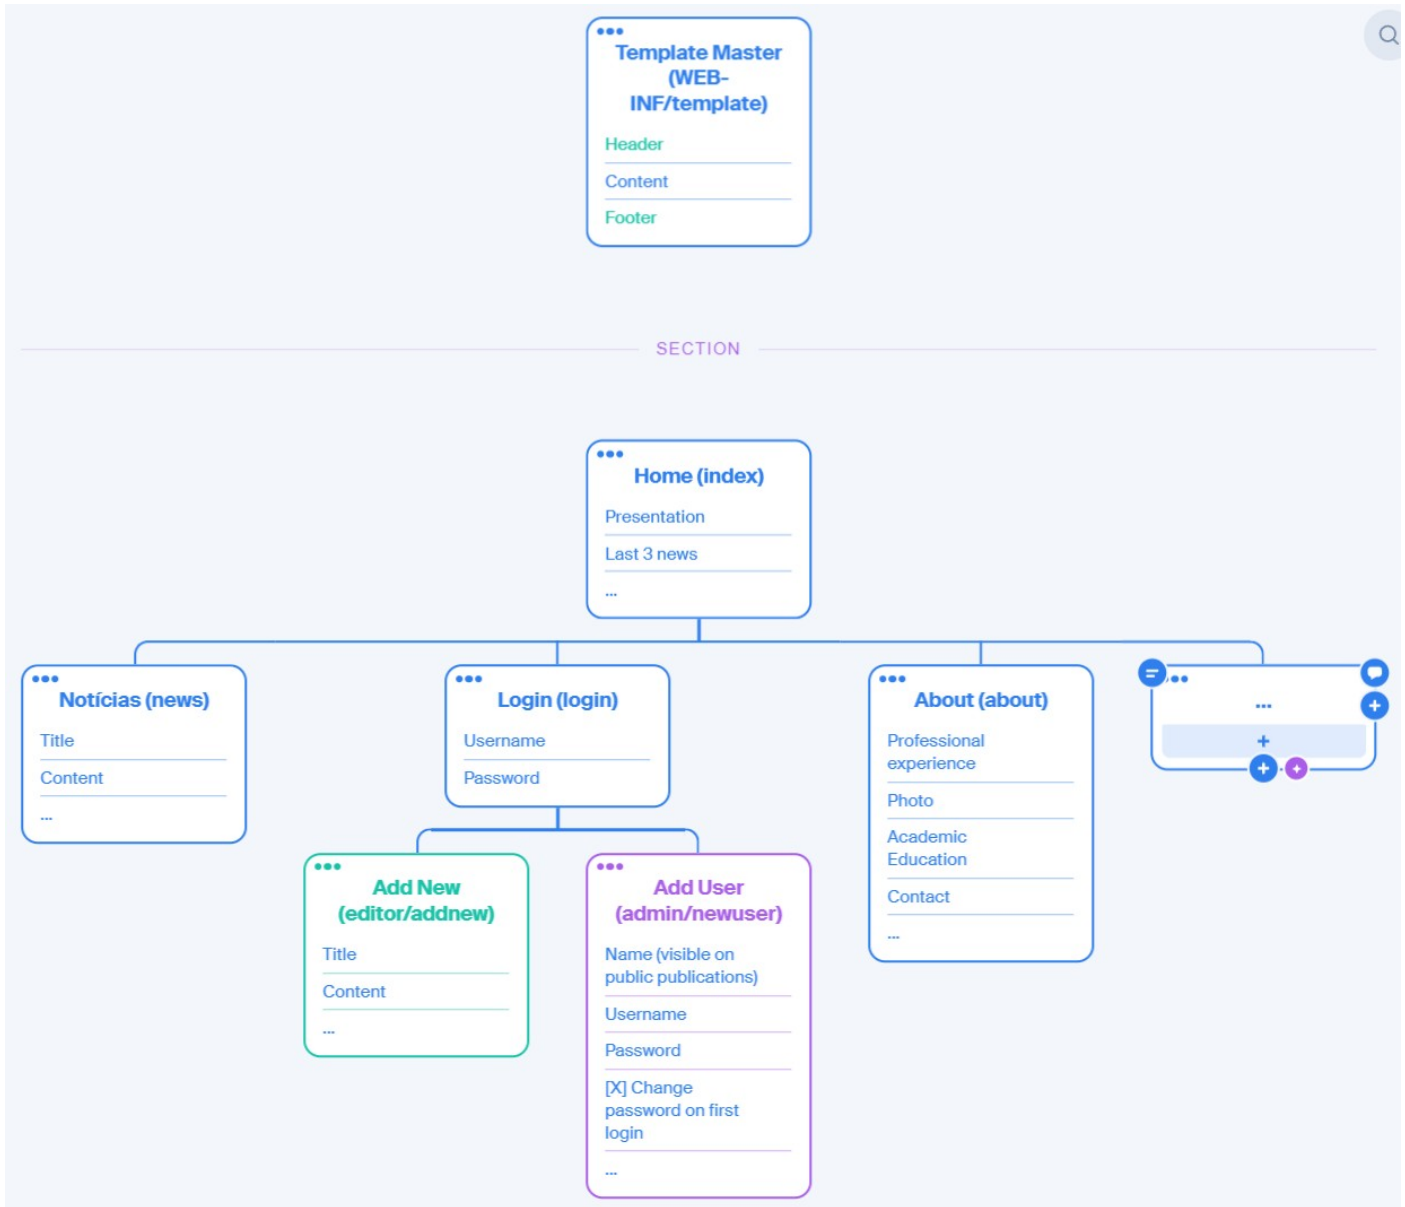 Template Master
(WEB-
INF/template)
Header
Content
Footer
SECTION
Home (index)
Presentation
Last 3 news
...
Notícias (news)
Title
Content
...
Login (login)
Username
Password
About (about)
Professional
experience
Photo
Academic
Education
Contact
...
...
+
Add New
(editor/addnew)
Title
Content
...
Add User
(admin/newuser)
Name (visible on
public publications)
Username
Password
[X] Change
password on first
login
...